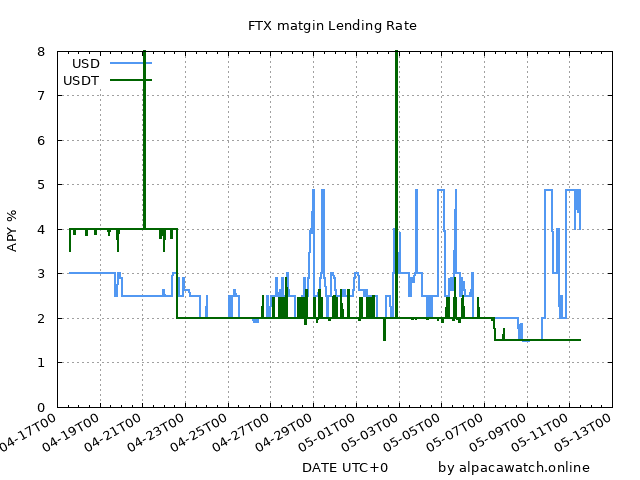 FTX matgin Lending Rate
USD
USDT
8
7
6
5
4
3
2
1
0
APY %
04-17T00
04-19T00
04-21T00
04-23T00
04-25T00
04-27T00
04-29T00
05-01T00
05-03T00
05-05T00
05-07T00
05-09T00
05-11T00
05-13T00
DATE UTC+0
by alpacawatch.online